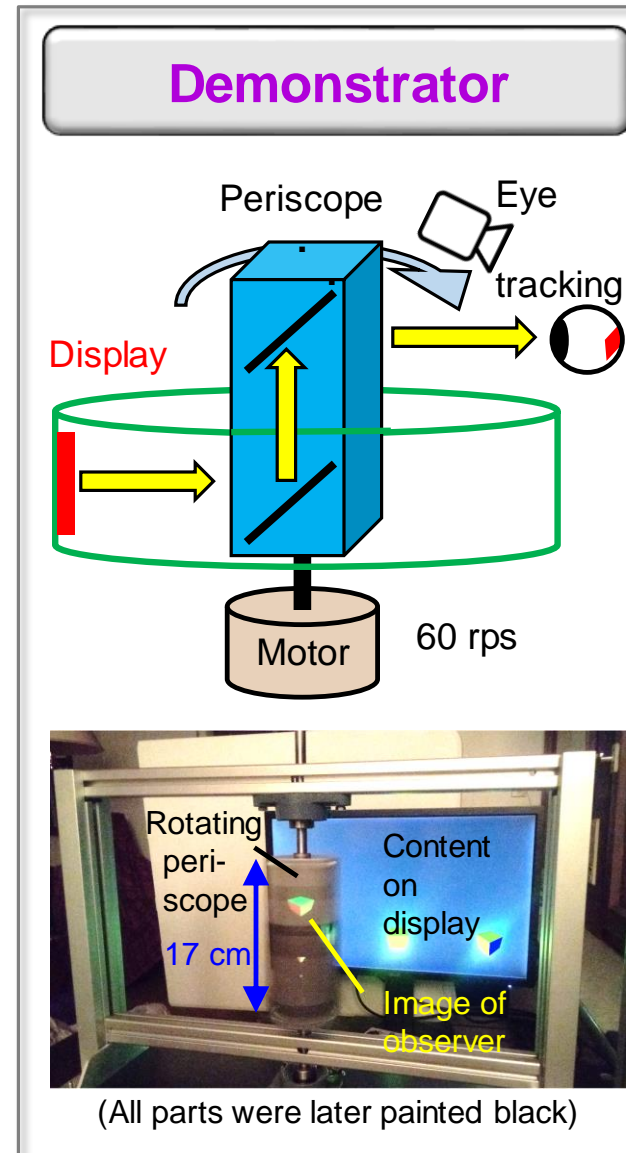 Demonstrator
Periscope
Eye
tracking
Display
Motor
60 rps
Rotating
peri-
scope
17 cm
Content
on
display
Image of
observer
(All parts were later painted black)